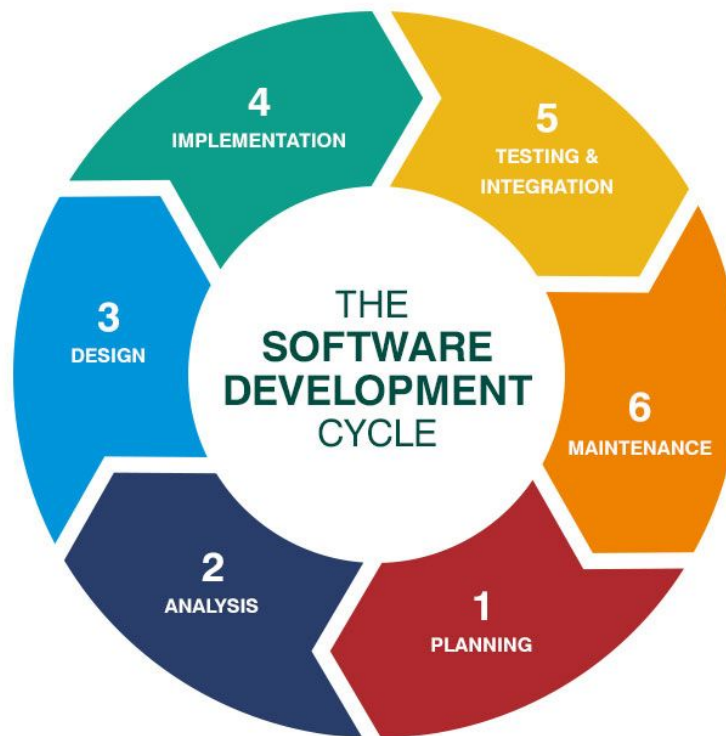 THE
SOFTWARE
DEVELOPMENT
CYCLE
1
PLANNING
2
ANALYSIS
3
DESIGN
4
IMPLEMENTATION
5
TESTING &
INTEGRATION
6
MAINTENANCE